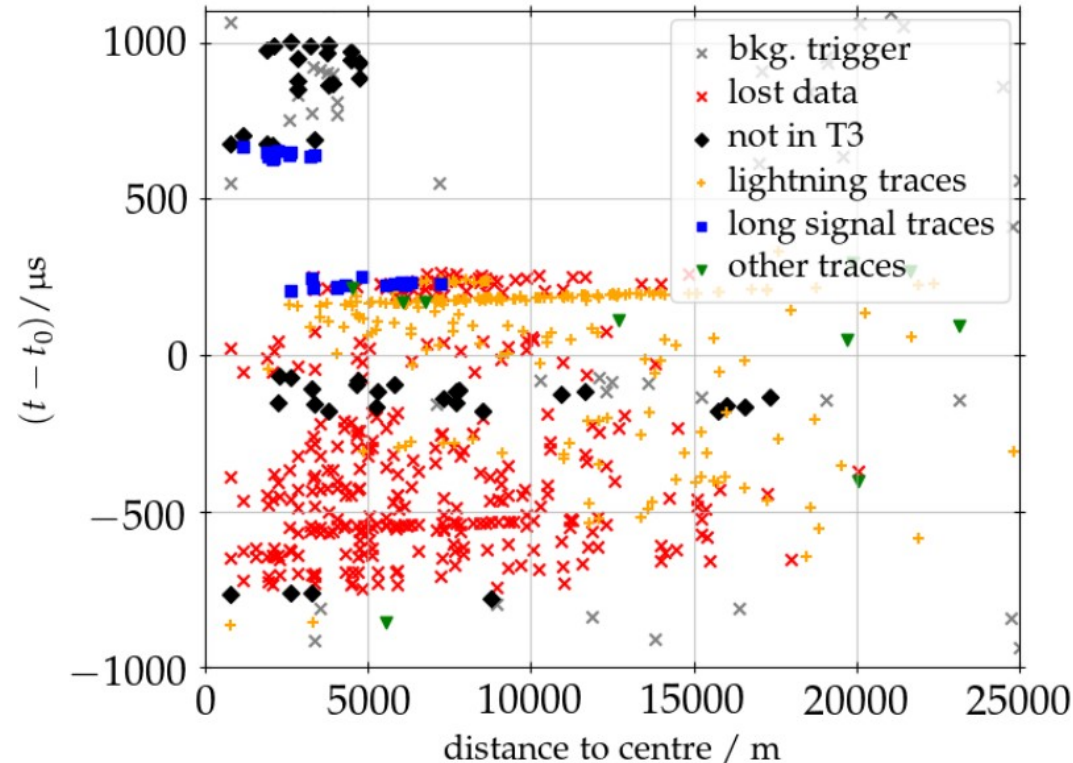 1000
500
0
−500
−1000
(t − t₀)/µs
bkg. trigger
lost data
not in T3
lightning traces
long signal traces
other traces
0 5000 10000 15000 20000 25000
distance to centre / m